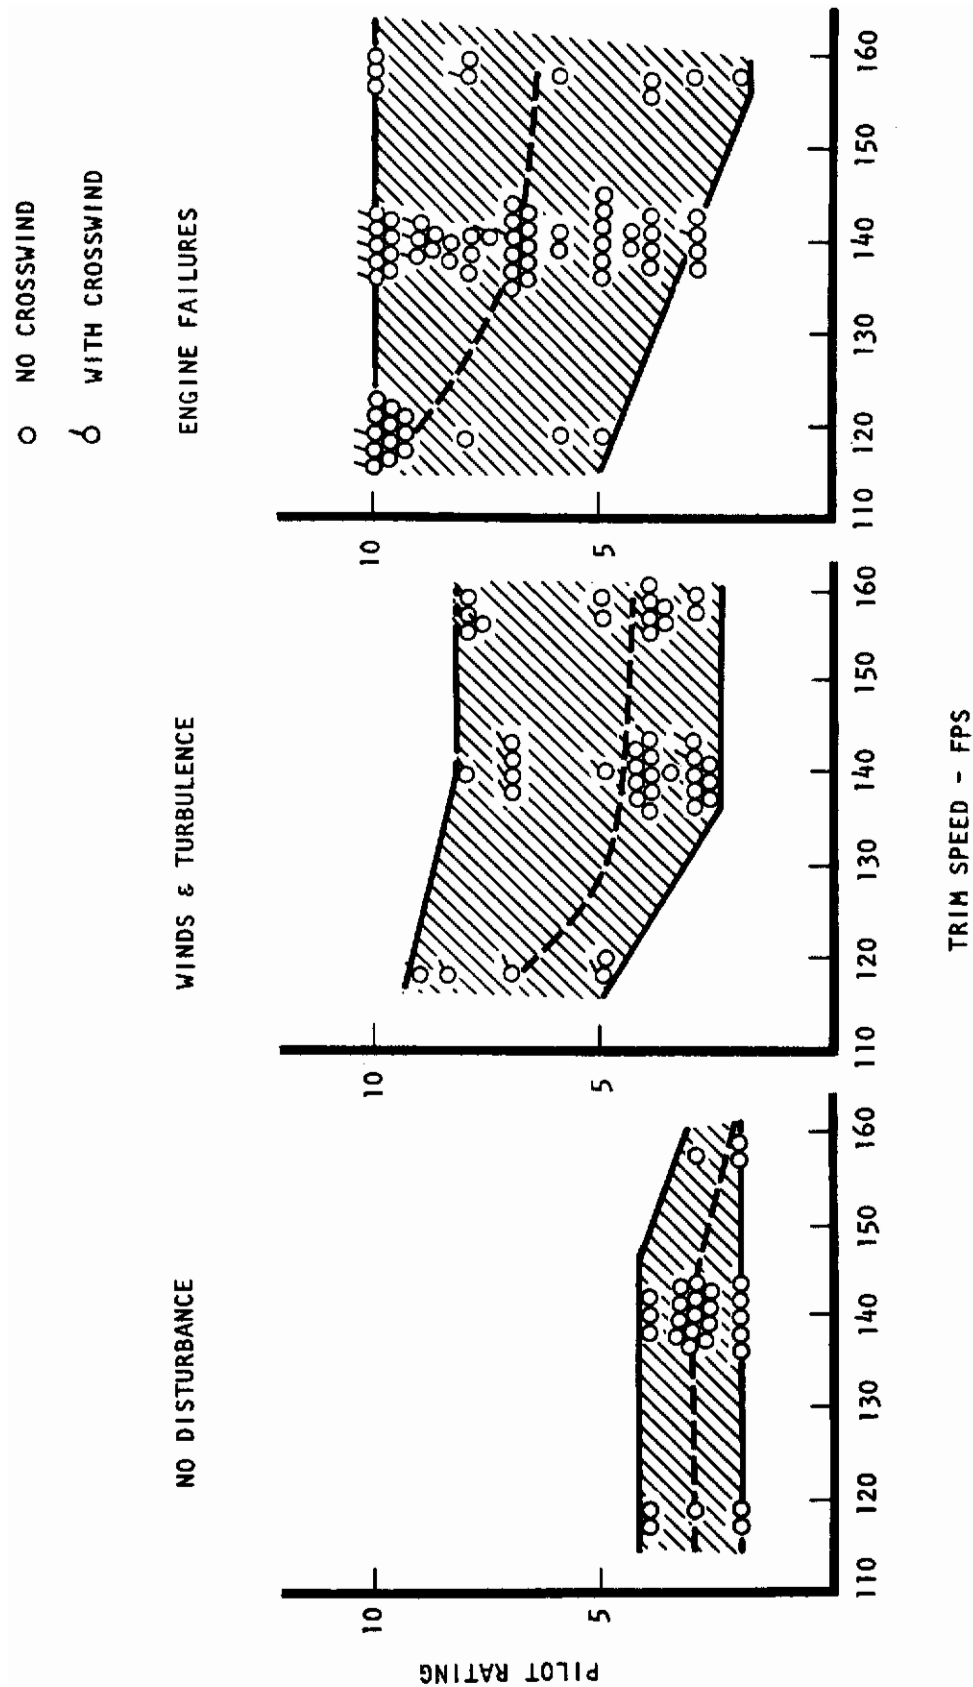 NO CROSSWIND
WITH CROSSWIND
NO DISTURBANCE
WINDS & TURBULENCE
ENGINE FAILURES
PILOT RATING
10
5
110 120 130 140 150 160
10
5
110 120 130 140 150 160
10
5
110 120 130 140 150 160
TRIM SPEED - FPS